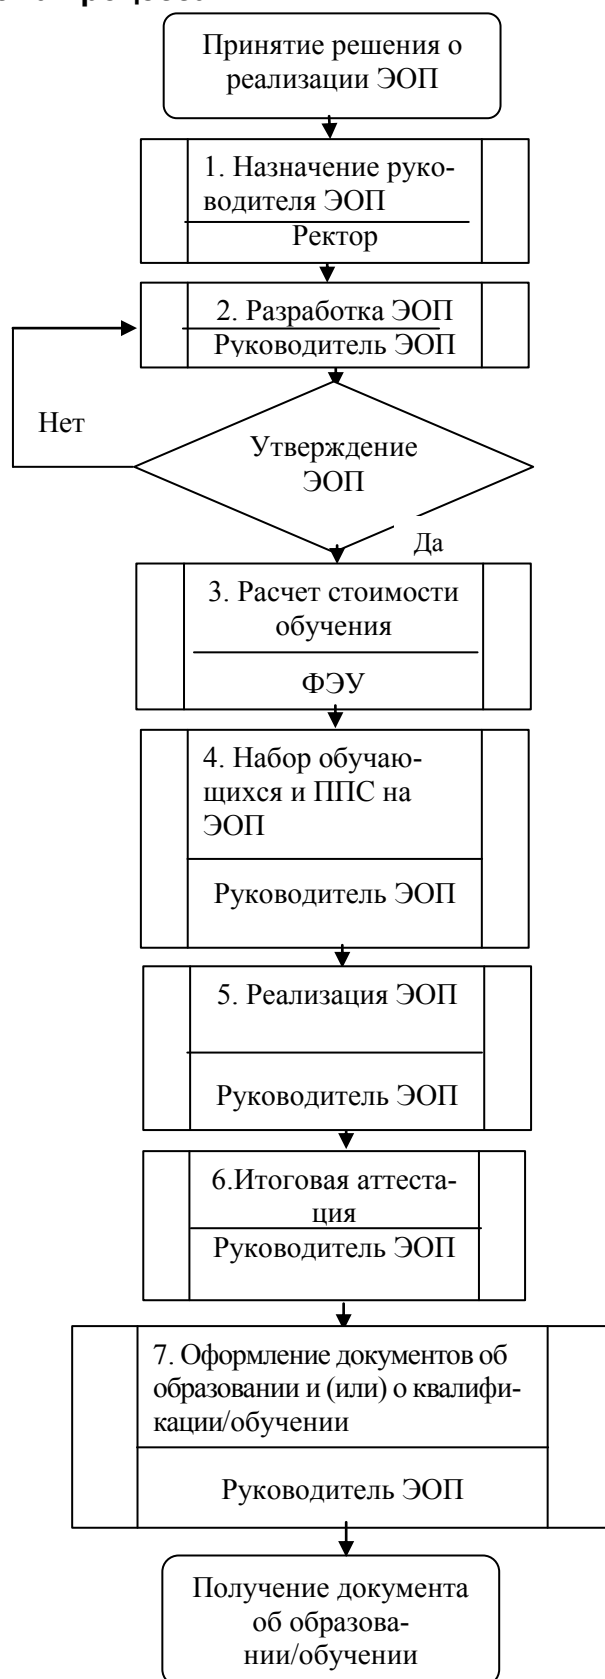 Принятие решения о
реализации ЭОП
1. Назначение руко-
водителя ЭОП
Ректор
2. Разработка ЭОП
Руководитель ЭОП
Нет
Утверждение
ЭОП
Да
3. Расчет стоимости
обучения
ФЭУ
4. Набор обучаю-
щихся и ППС на
ЭОП
Руководитель ЭОП
5. Реализация ЭОП
Руководитель ЭОП
6.Итоговая аттеста-
ция
Руководитель ЭОП
7. Оформление документов об
образовании и (или) о квалифи-
кации/обучении
Руководитель ЭОП
Получение документа
об образова-
нии/обучении